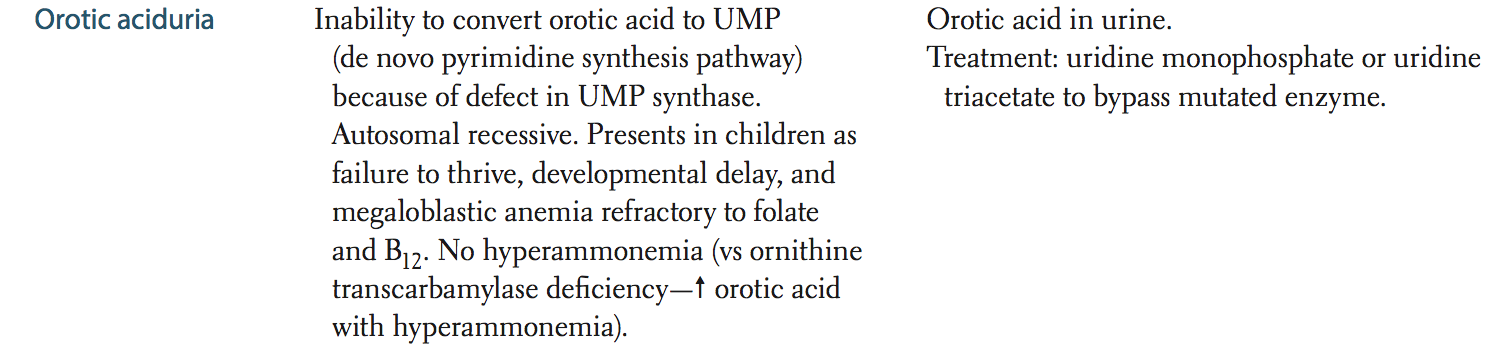 Orotic aciduria
Inability to convert orotic acid to UMP
(de novo pyrimidine synthesis pathway)
because of defect in UMP synthase.
Autosomal recessive. Presents in children as
failure to thrive, developmental delay, and
megaloblastic anemia refractory to folate
and B12. No hyperammonemia (vs ornithine
transcarbamylase deficiency—↑ orotic acid
with hyperammonemia).
Orotic acid in urine.
Treatment: uridine monophosphate or uridine
triacetate to bypass mutated enzyme.